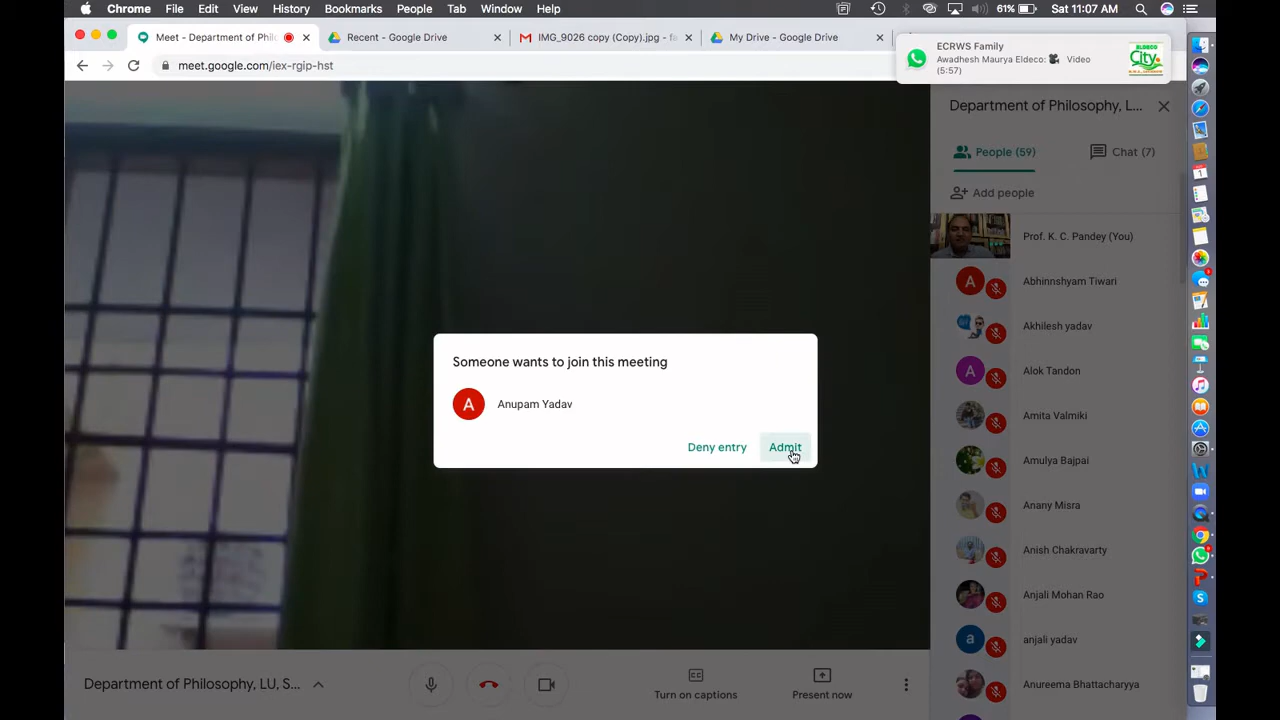 Chrome File Edit View History Bookmarks People Tab Window Help 61% Sat 11:07 AM
Meet - Department of Phil
Recent - Google Drive
IMG_9026 copy (Copy).jpg - fa
My Drive - Google Drive
meet.google.com/iex-rgip-hst
ECRWS Family
Awadhesh Maurya Eldeco: Video
(5:57)
ELDECO
City
Department of Philosophy, L...
People (59)
Chat (7)
Add people
Prof. K. C. Pandey (You)
A Abhinnshyam Tiwari
Akhilesh yadav
A Alok Tandon
Amita Valmiki
Amulya Bajpai
Anany Misra
Anish Chakravarty
Anjali Mohan Rao
a anjali yadav
Anureema Bhattacharyya
Someone wants to join this meeting
A Anupam Yadav
Deny entry Admit
Department of Philosophy, LU, S...
Turn on captions
Present now